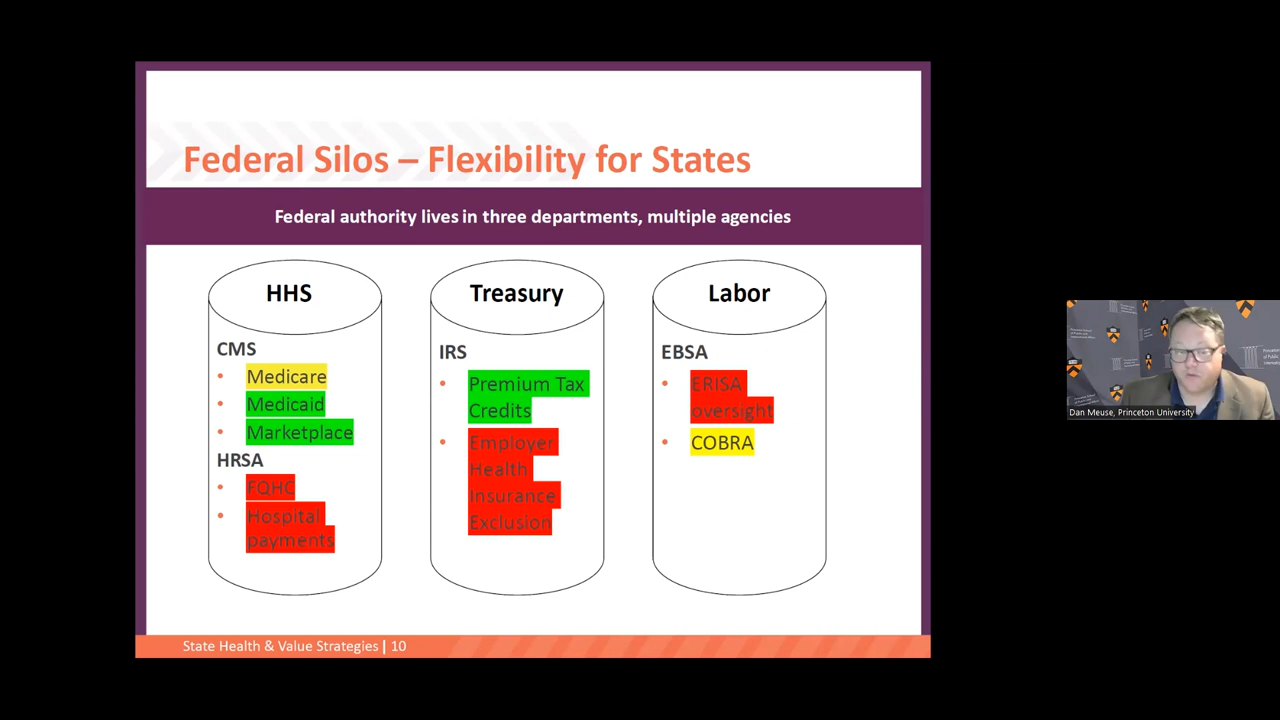 Federal Silos – Flexibility for States
Federal authority lives in three departments, multiple agencies
HHS
CMS
• Medicare
• Medicaid
• Marketplace
HRSA
• FQHC
• Hospital
payments
Treasury
IRS
• Premium Tax
Credits
• Employer
Health
Insurance
Exclusion
Labor
EBSA
• ERISA
oversight
• COBRA
State Health & Value Strategies | 10
Dan Meuse, Princeton University